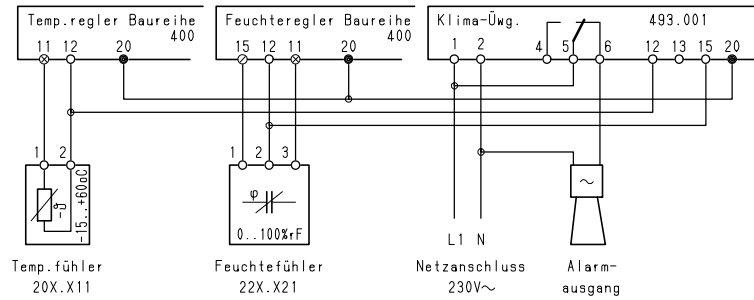 Temp.regler Baureihe
400
Feuchteregler Baureihe
400
Klima-Üwg.
493.001
11 12 20
15 12 11 20
1 2 4 5 6 12 13 15 20
1 2
-ϑ
-15..+60oC
1 2 3
φ
0..100%rF
~
L1 N
Temp.fühler
20X.X11
Feuchtefühler
22X.X21
Netzanschluss
230V~
Alarm-
ausgang